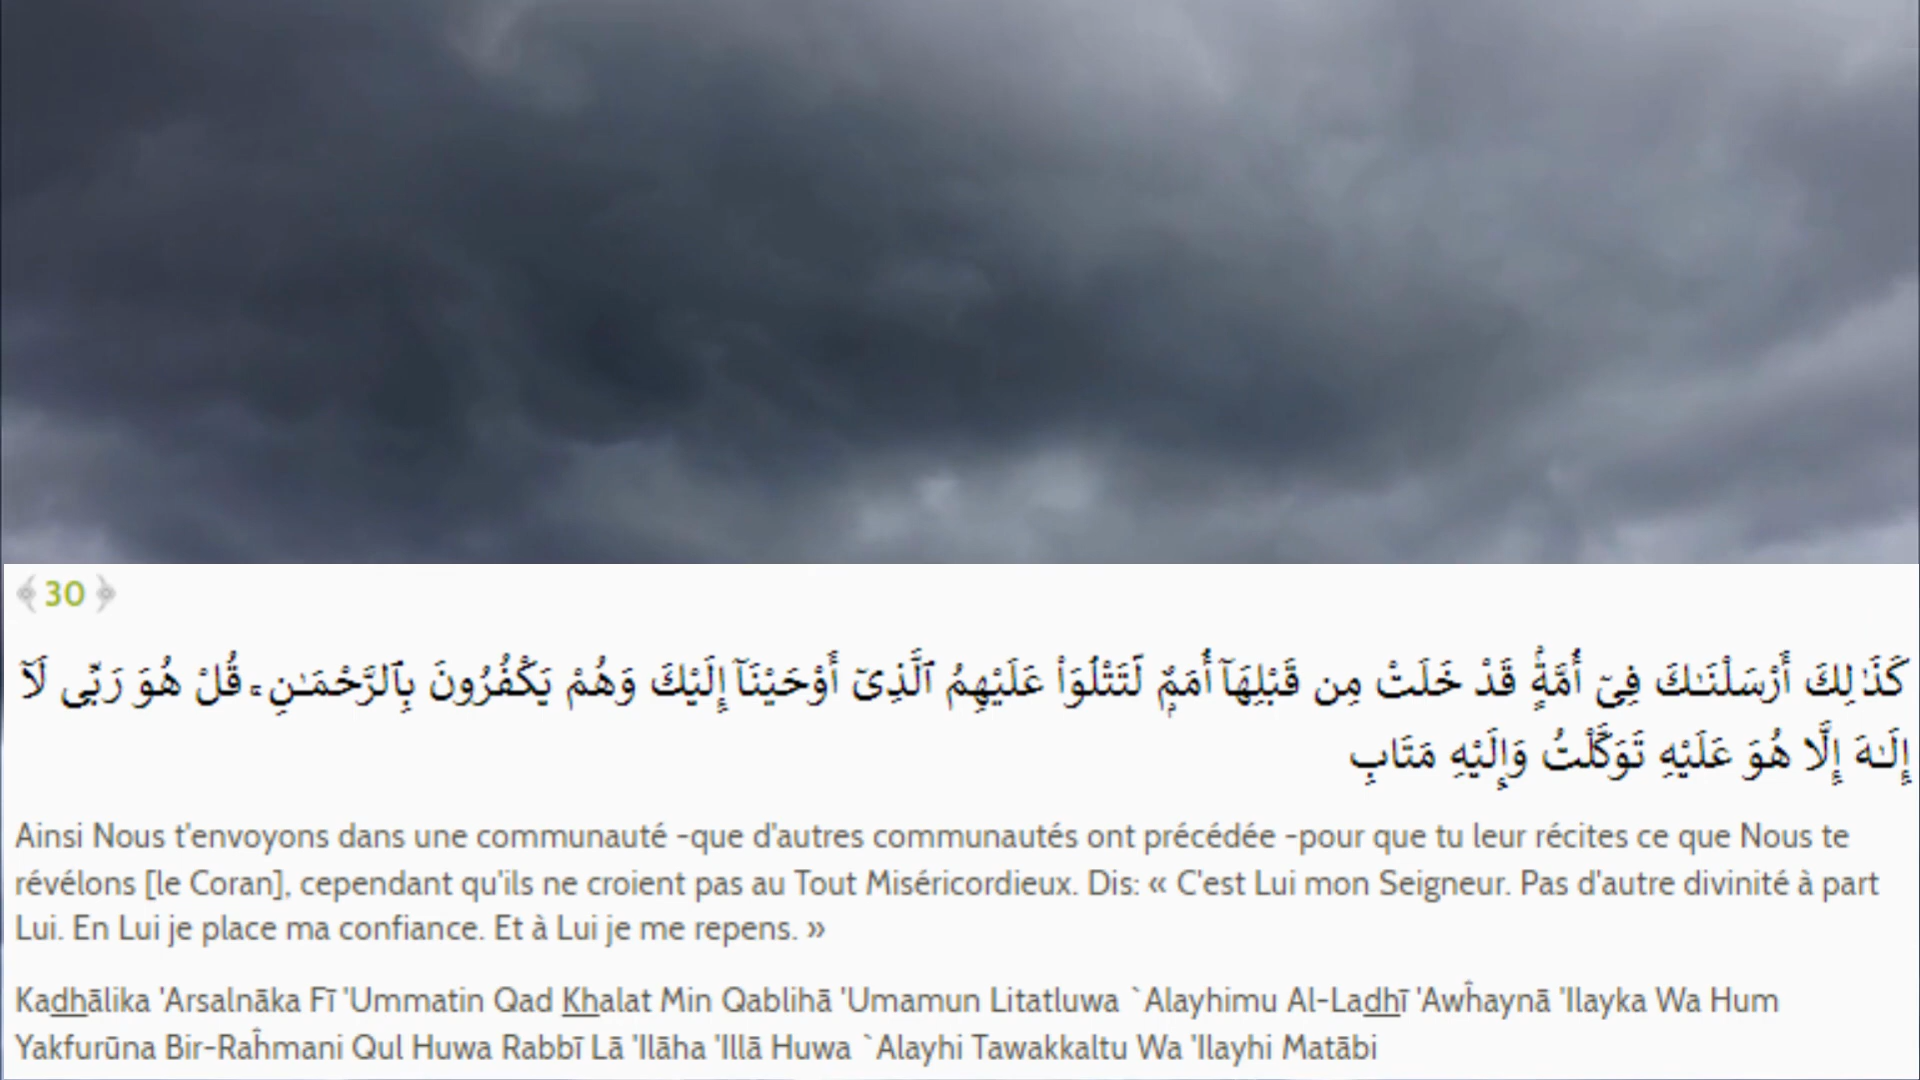 ﴾ 30 ﴿
كَذَٰلِكَ أَرْسَلْنَـٰكَ فِىٓ أُمَّةٍۢ قَدْ خَلَتْ مِن قَبْلِهَآ أُمَمٌۭ لِّتَتْلُوَا۟ عَلَيْهِمُ ٱلَّذِىٓ أَوْحَيْنَآ إِلَيْكَ وَهُمْ يَكْفُرُونَ بِٱلرَّحْمَـٰنِ ۚ قُلْ هُوَ رَبِّى لَآ
إِلَـٰهَ إِلَّا هُوَ عَلَيْهِ تَوَكَّلْتُ وَإِلَيْهِ مَتَابِ
Ainsi Nous t'envoyons dans une communauté -que d'autres communautés ont précédée -pour que tu leur récites ce que Nous te
révélons [le Coran], cependant qu'ils ne croient pas au Tout Miséricordieux. Dis: « C'est Lui mon Seigneur. Pas d'autre divinité à part
Lui. En Lui je place ma confiance. Et à Lui je me repens. »
Kadhālika 'Arsalnāka Fī 'Ummatin Qad Khalat Min Qablihā 'Umamun Litatluwa `Alayhimu Al-Ladhī 'Awĥaynā 'Ilayka Wa Hum
Yakfurūna Bir-Raĥmani Qul Huwa Rabbī Lā 'Ilāha 'Illā Huwa `Alayhi Tawakkaltu Wa 'Ilayhi Matābi